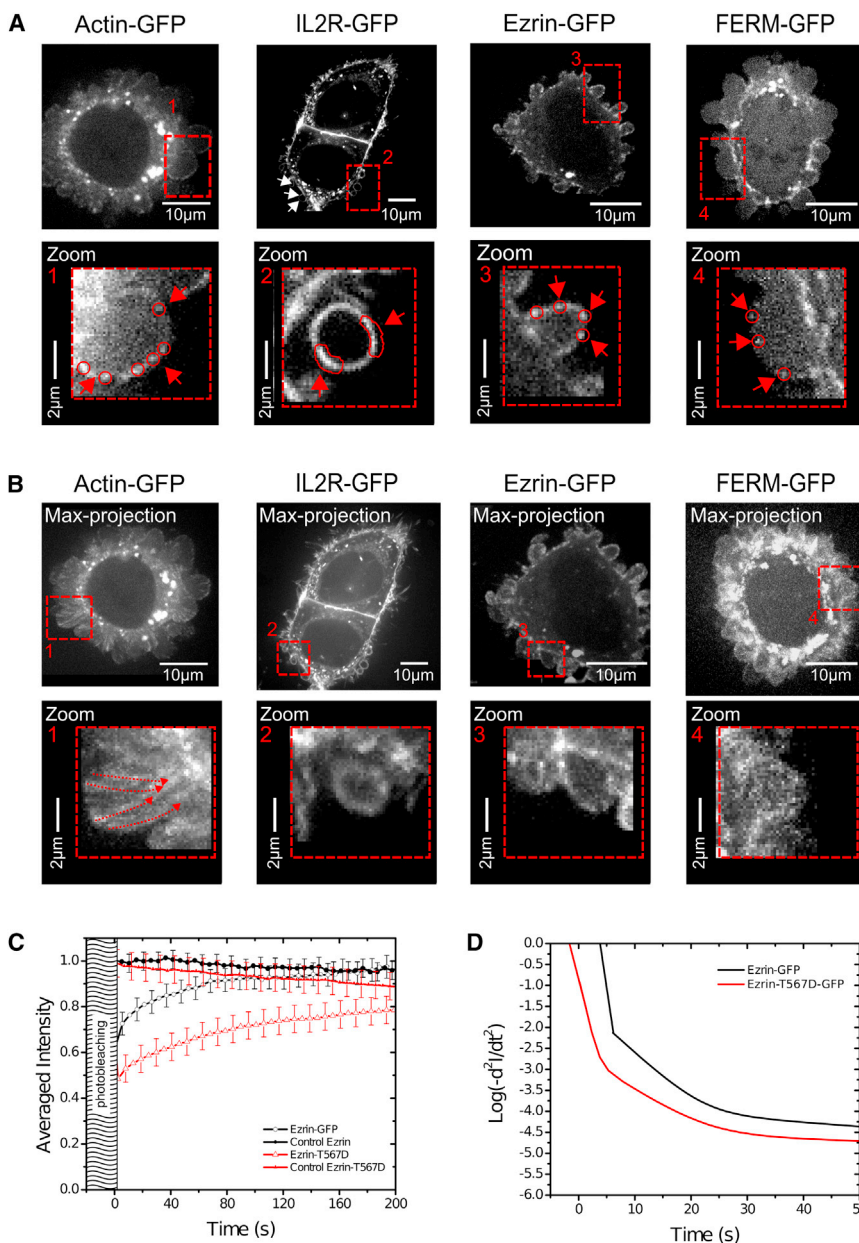 A
Actin-GFP IL2R-GFP Ezrin-GFP FERM-GFP
1 2 3 4
10μm 10μm 10μm 10μm
Zoom Zoom Zoom Zoom
1 2 3 4
2μm 2μm 2μm 2μm
B
Actin-GFP IL2R-GFP Ezrin-GFP FERM-GFP
Max-projection Max-projection Max-projection Max-projection
1 2 3 4
10μm 10μm 10μm 10μm
Zoom Zoom Zoom Zoom
1 2 3 4
2μm 2μm 2μm 2μm
C
Averaged Intensity
1.0
0.8
0.6
0.4
0.2
0.0
photobleaching
Ezrin-GFP
Control Ezrin
Ezrin-T567D
Control Ezrin-T567D
0 40 80 120 160 200
Time (s)
D
Log(-d²I/dt²)
0.0
-0.5
-1.0
-1.5
-2.0
-2.5
-3.0
-3.5
-4.0
-4.5
-5.0
-5.5
-6.0
Ezrin-GFP
Ezrin-T567D-GFP
0 10 20 30 40
Time (s)